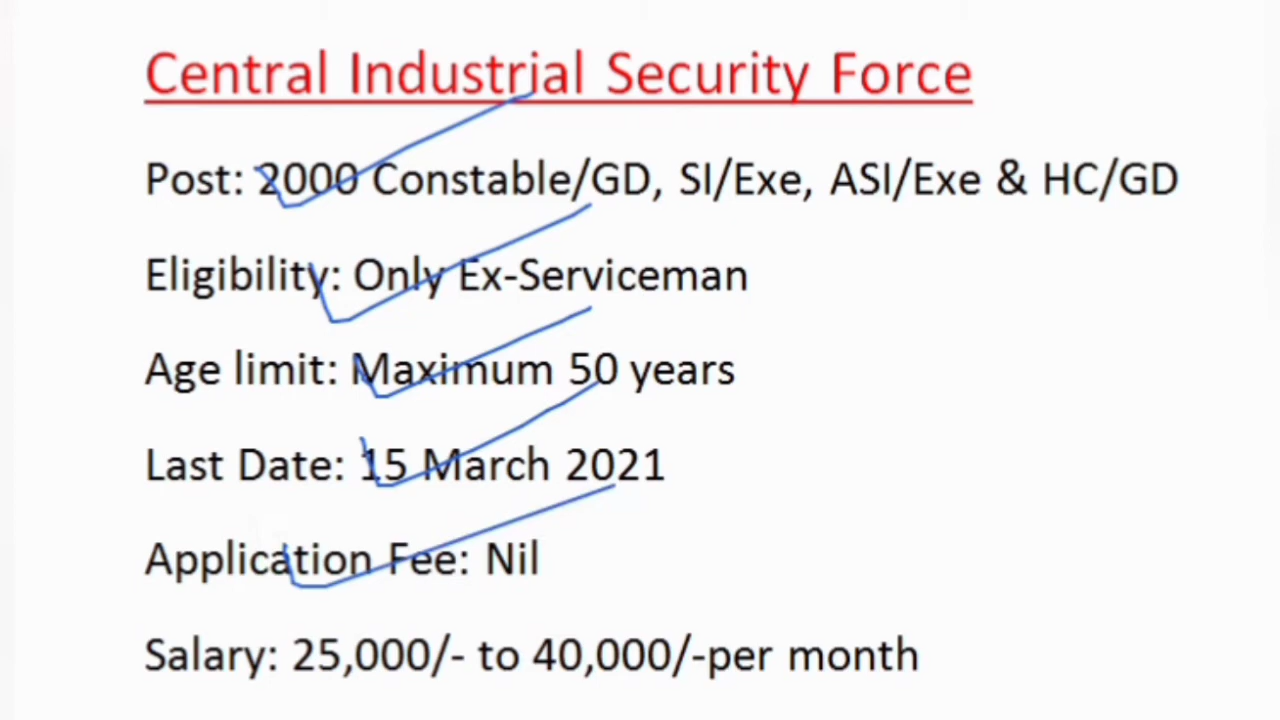 Central Industrial Security Force
Post: 2000 Constable/GD, SI/Exe, ASI/Exe & HC/GD
Eligibility: Only Ex-Serviceman
Age limit: Maximum 50 years
Last Date: 15 March 2021
Application Fee: Nil
Salary: 25,000/- to 40,000/-per month